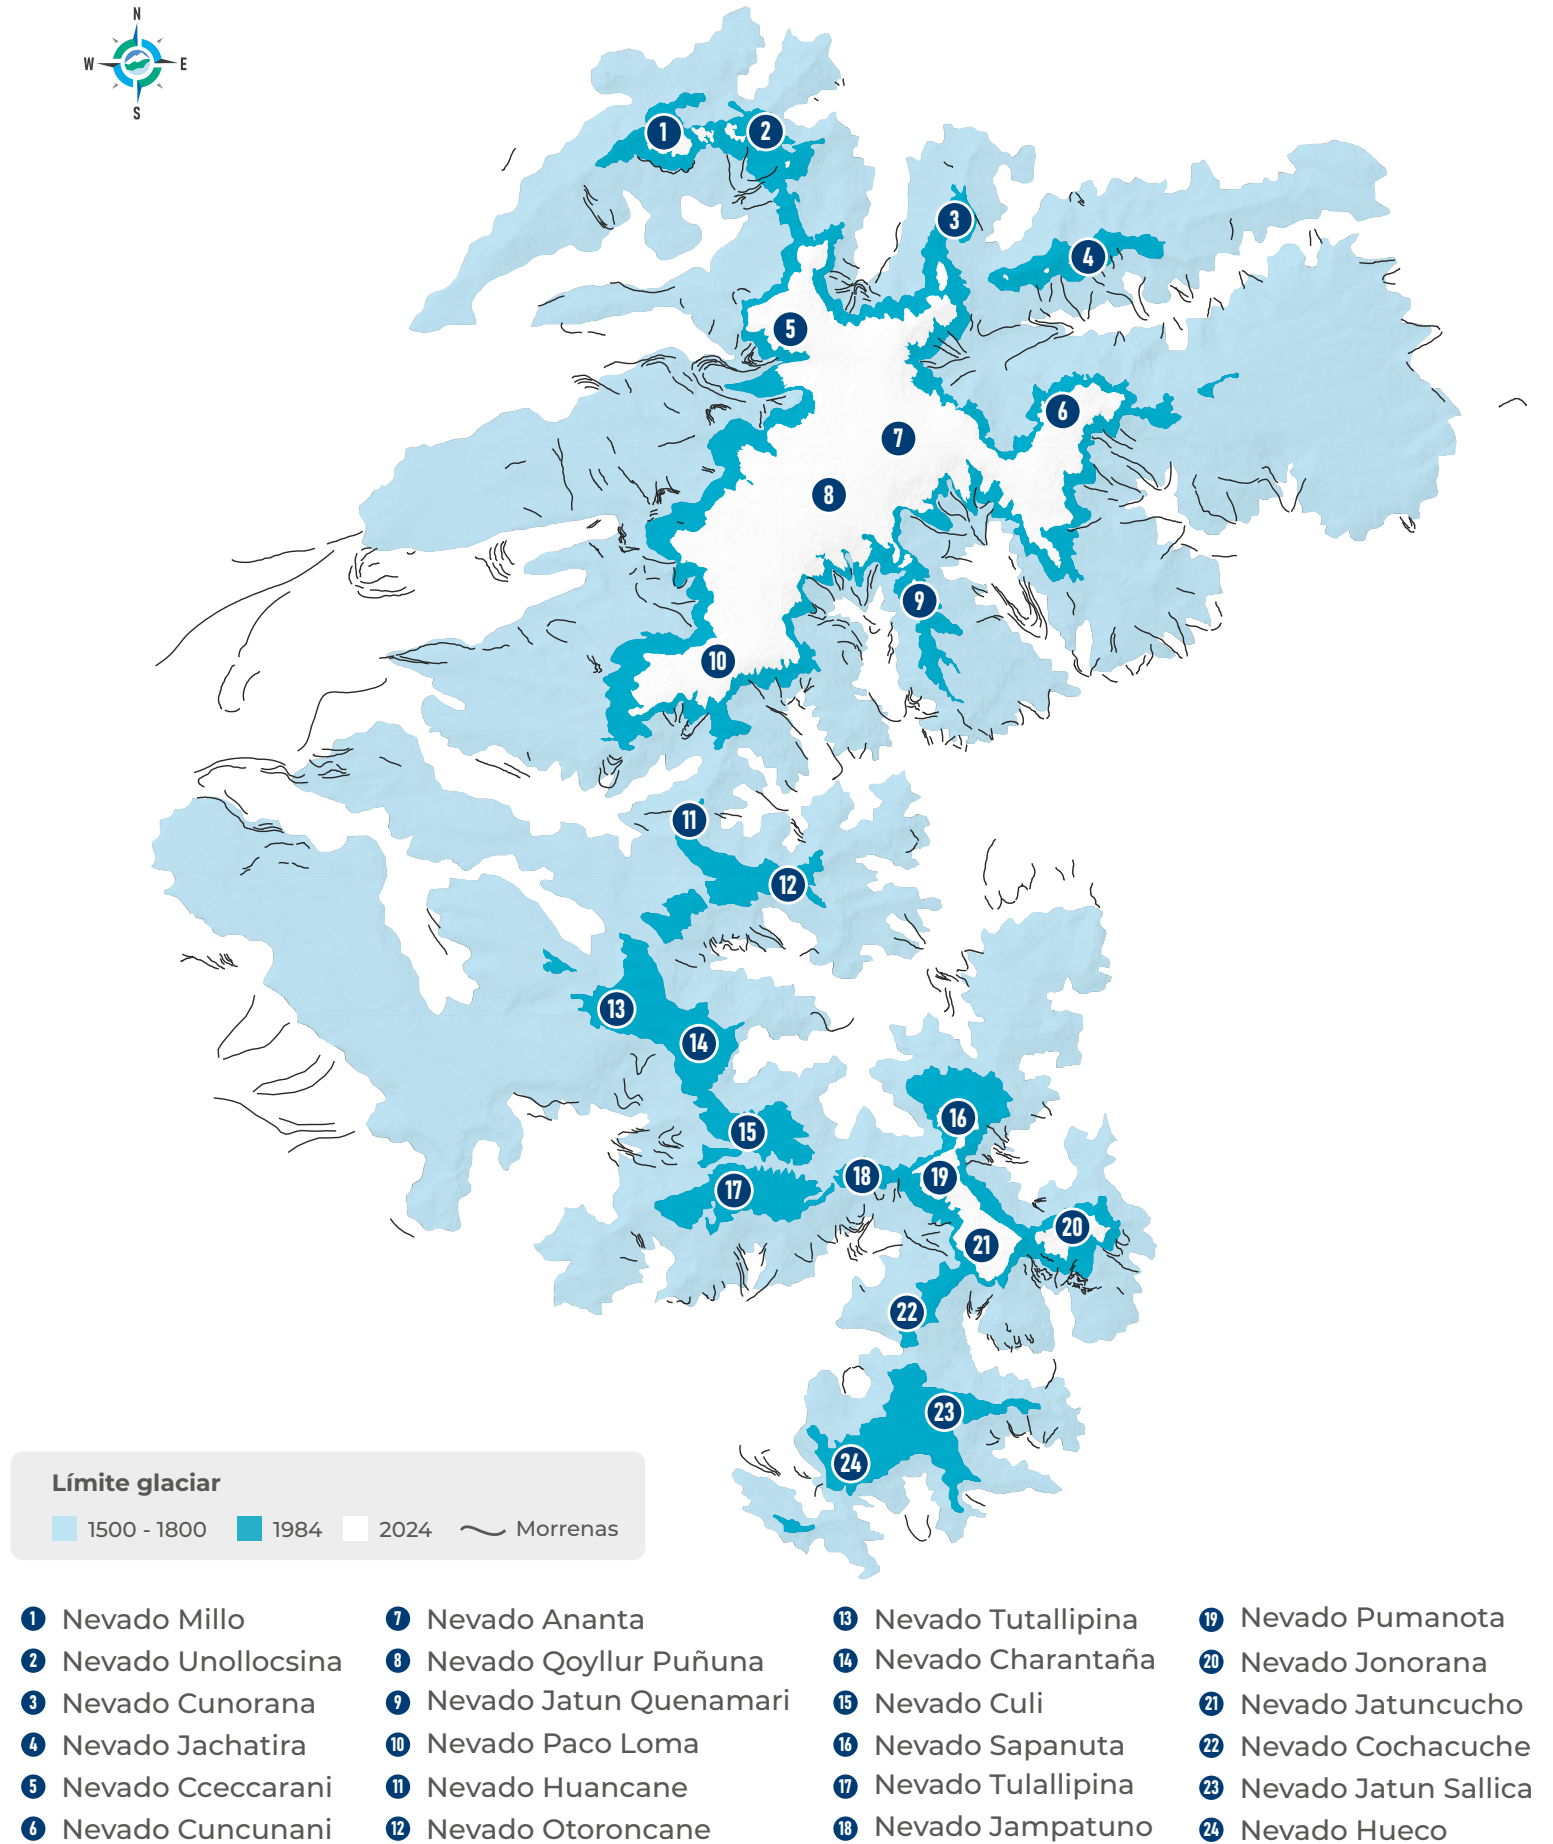 N
W E
S
1
2
3
4
5
6
7
8
9
10
11
12
13
14
15
16
17
18
19
20
21
22
23
24
Límite glaciar
1500 - 1800 1984 2024 Morrenas
1 Nevado Millo
2 Nevado Unollocsina
3 Nevado Cunorana
4 Nevado Jachatira
5 Nevado Cceccarani
6 Nevado Cuncunani
7 Nevado Ananta
8 Nevado Qoyllur Puñuna
9 Nevado Jatun Quenamari
10 Nevado Paco Loma
11 Nevado Huancane
12 Nevado Otoroncane
13 Nevado Tutallipina
14 Nevado Charantaña
15 Nevado Culi
16 Nevado Sapanuta
17 Nevado Tulallipina
18 Nevado Jampatuno
19 Nevado Pumanota
20 Nevado Jonorana
21 Nevado Jatuncucho
22 Nevado Cochacuche
23 Nevado Jatun Sallica
24 Nevado Hueco